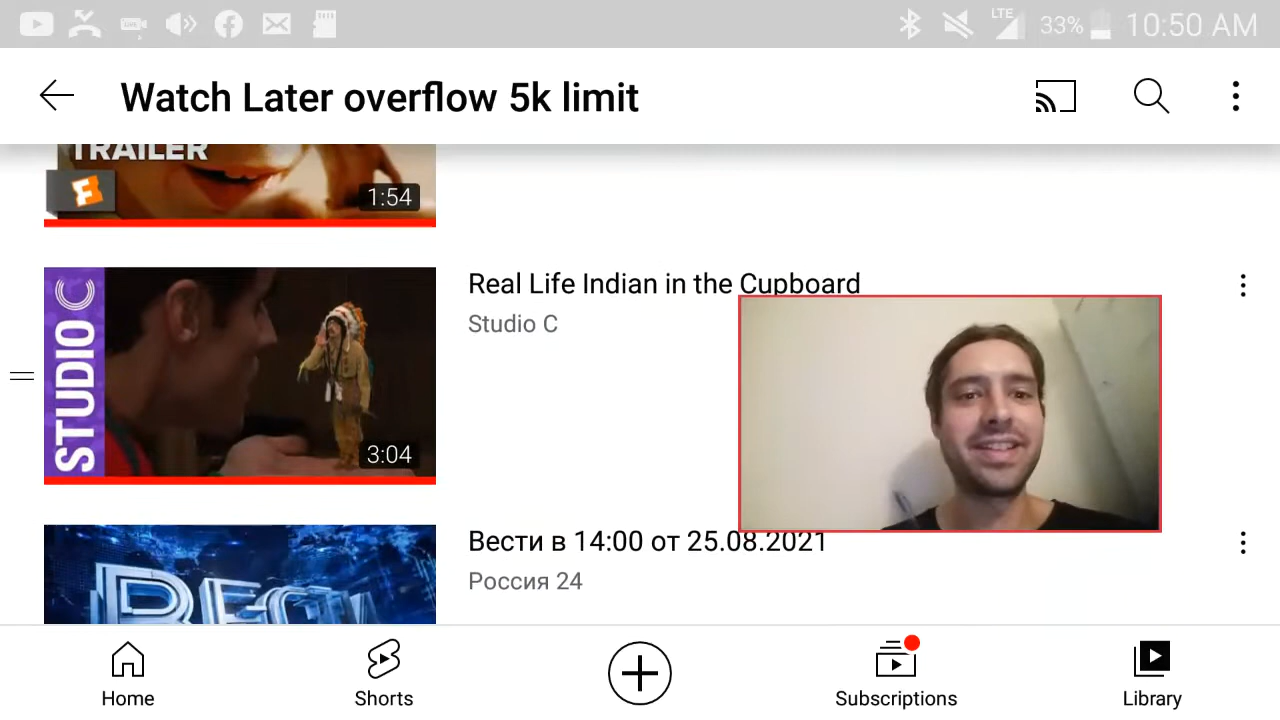 LTE
33%
10:50 AM
Watch Later overflow 5k limit
TRAILER
1:54
STUDIO C
3:04
Real Life Indian in the Cupboard
Studio C
Вести в 14:00 от 25.08.2021
Россия 24
ВЕСТИ
Home
Shorts
Subscriptions
Library